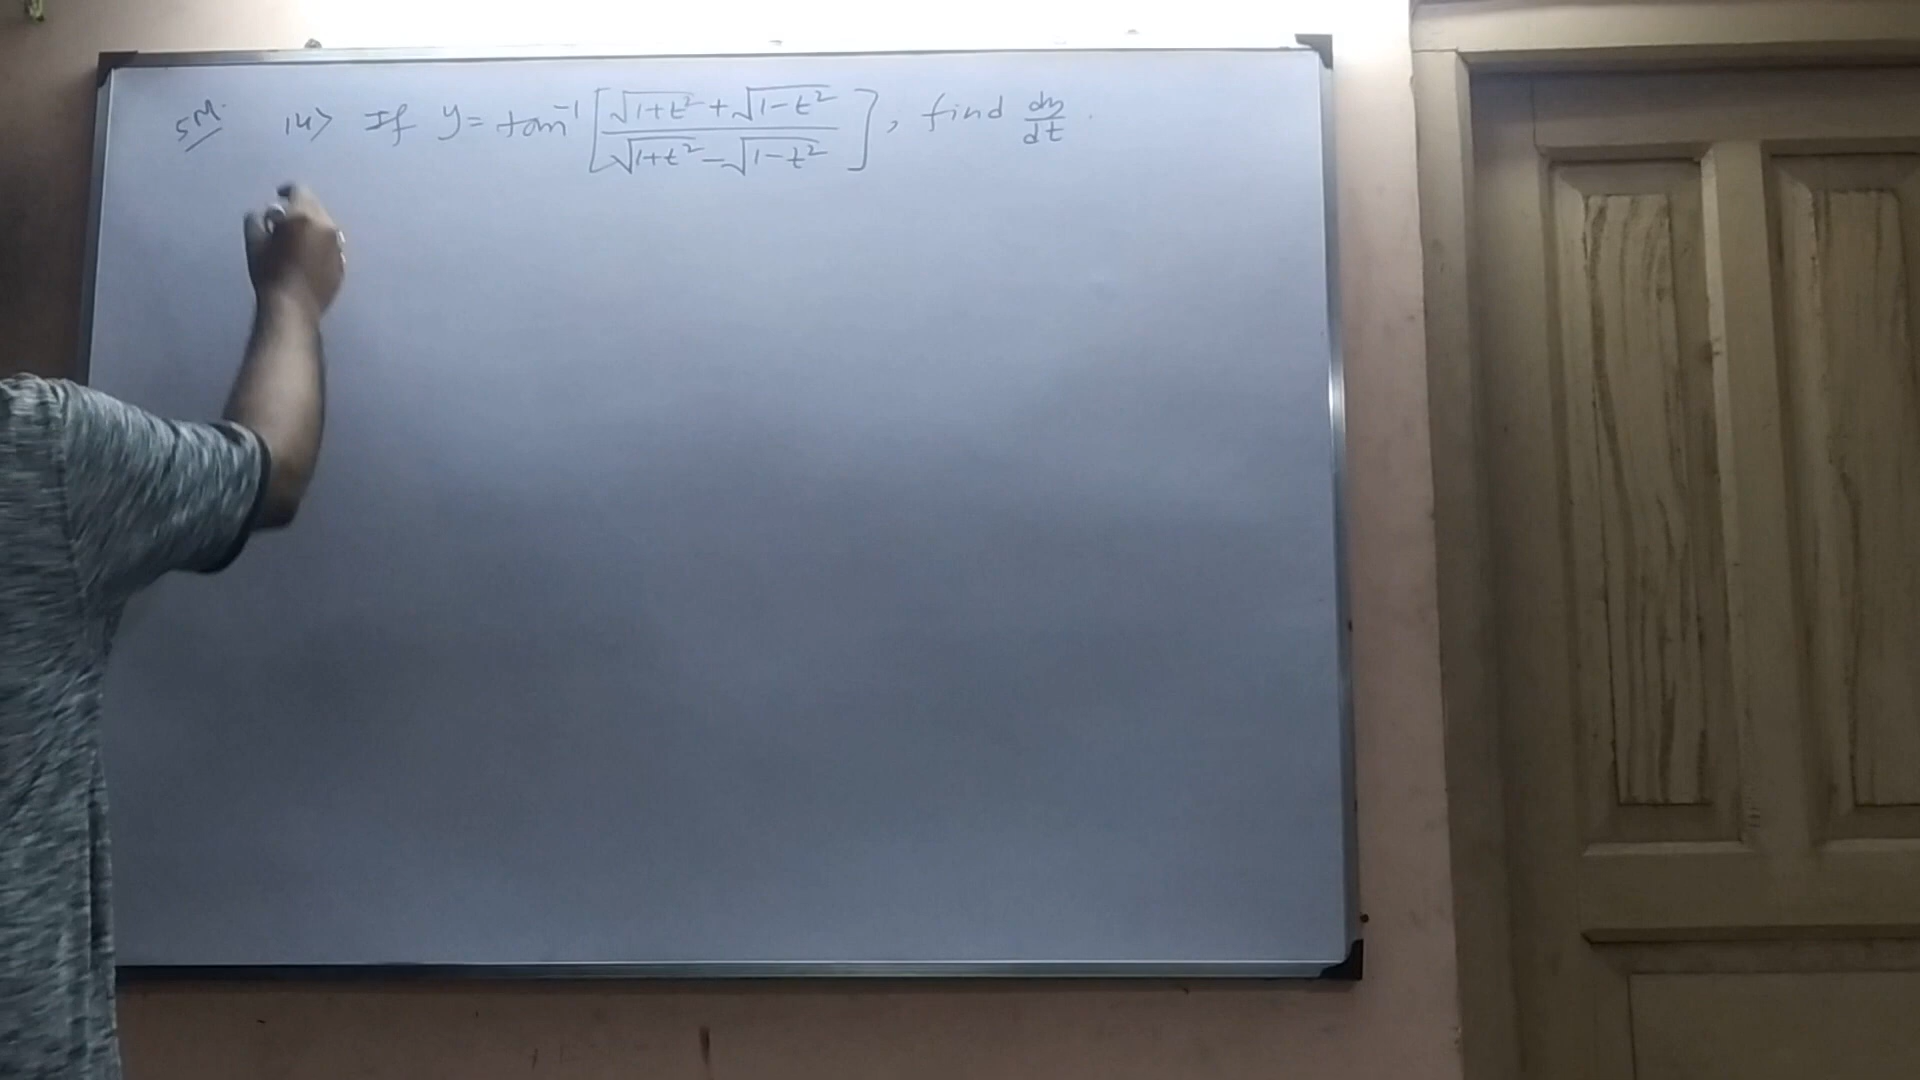 5M. 14> If y = tan⁻¹ [ (√(1+t²) + √(1-t²)) / (√(1+t²) - √(1-t²)) ], find dy/dt.